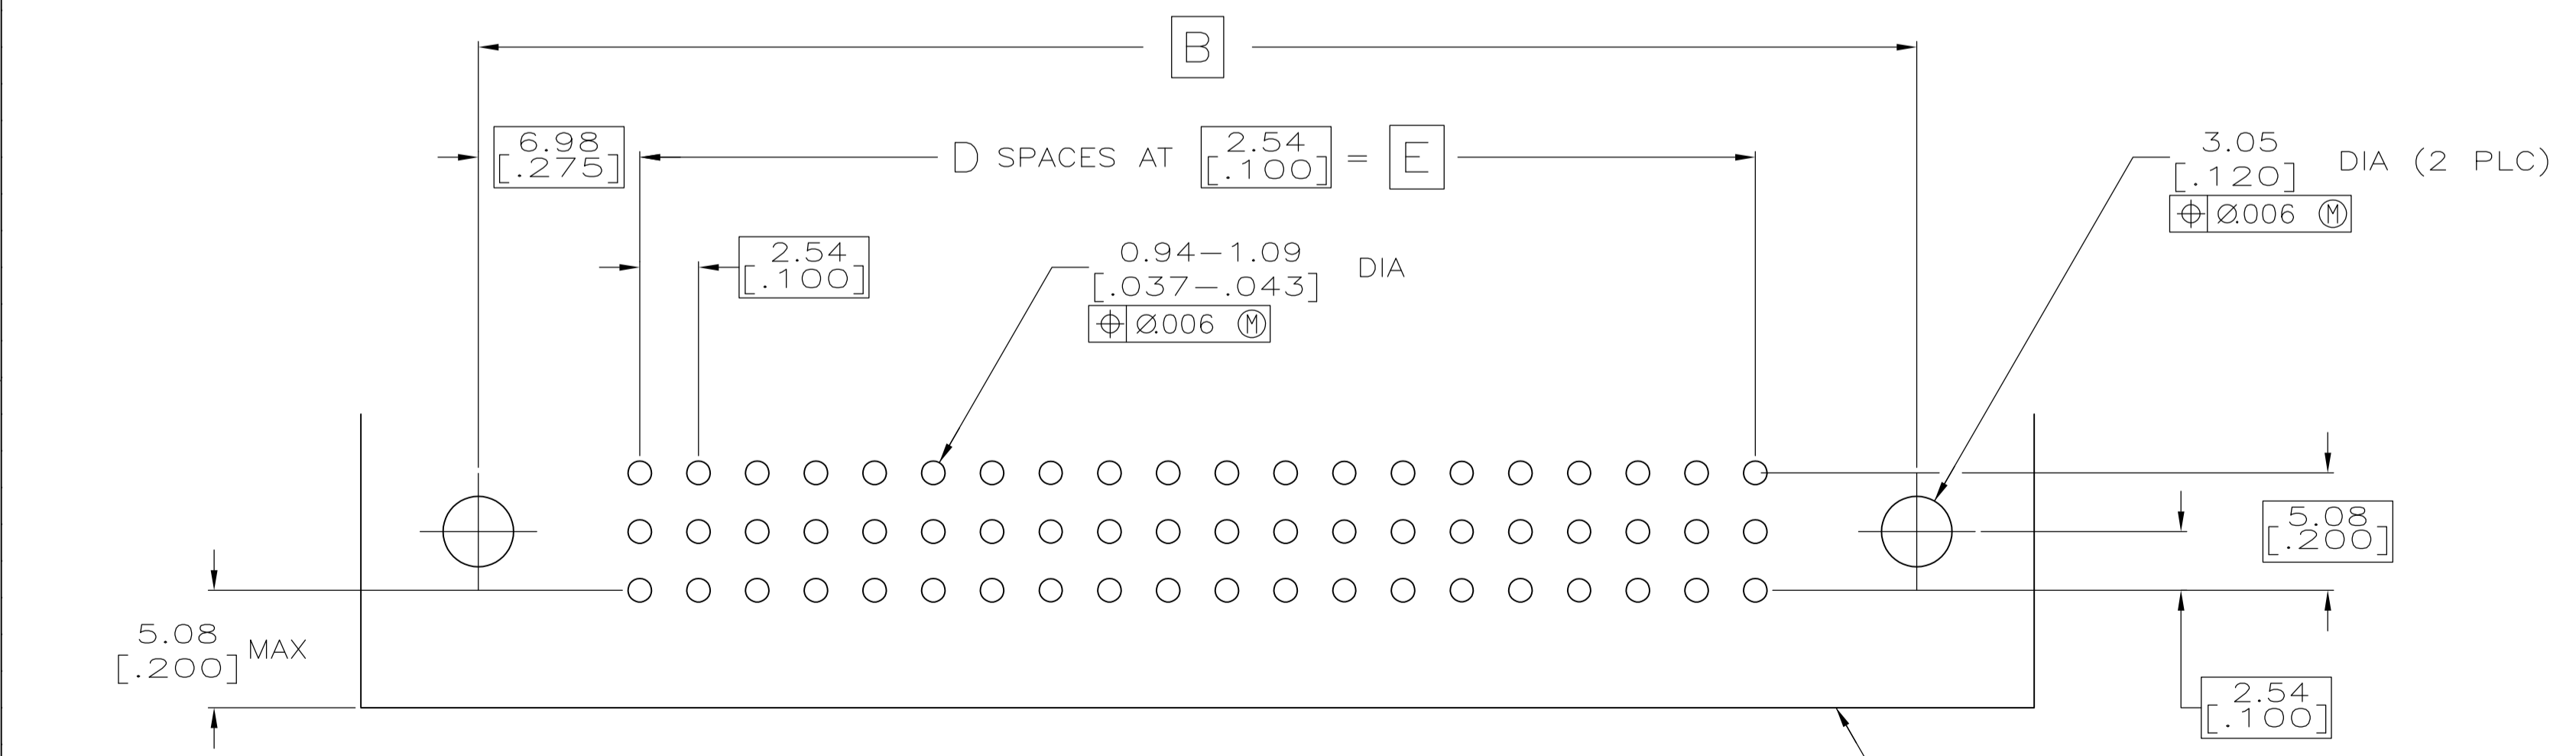 B
6.98
[.275]
D SPACES AT 2.54 [.100] = E
3.05
[.120] DIA (2 PLC)
⌖ Ø.006 Ⓜ
2.54
[.100]
0.94–1.09
[.037–.043] DIA
⌖ Ø.006 Ⓜ
5.08
[.200]
5.08
[.200] MAX
2.54
[.100]